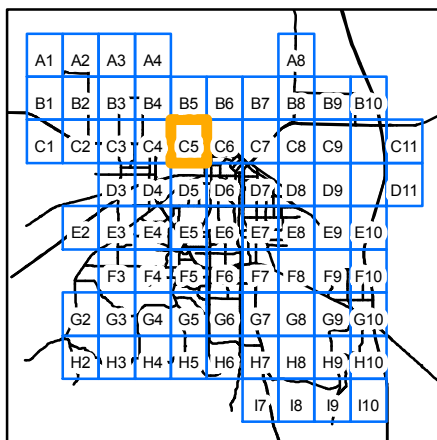 A1 A2 A3 A4 A8
B1 B2 B3 B4 B5 B6 B7 B8 B9 B10
C1 C2 C3 C4 C5 C6 C7 C8 C9 C11
D3 D4 D5 D6 D7 D8 D9 D11
E2 E3 E4 E5 E6 E7 E8 E9 E10
F3 F4 F5 F6 F7 F8 F9 F10
G2 G3 G4 G5 G6 G7 G8 G9 G10
H2 H3 H4 H5 H6 H7 H8 H9 H10
I7 I8 I9 I10